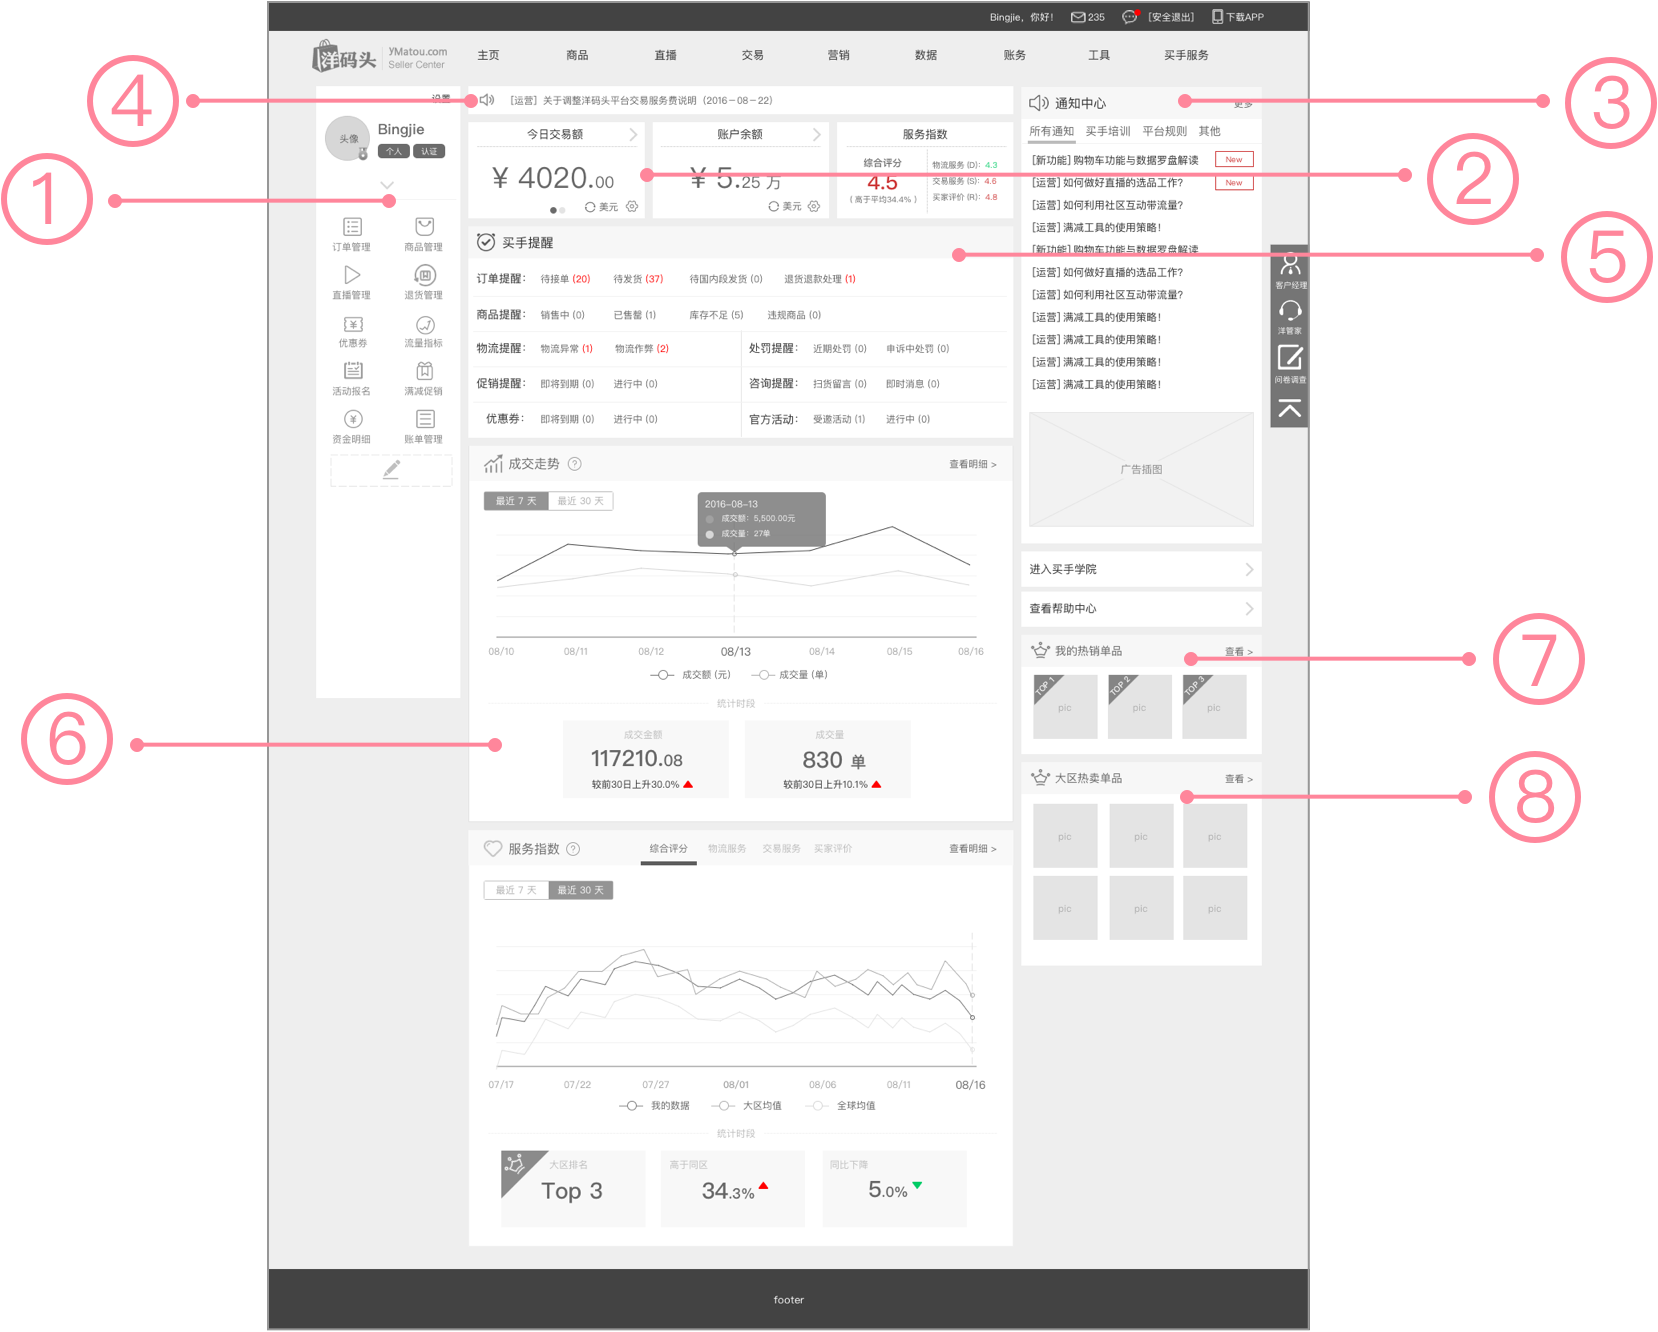 Bingjie，你好！ 235 [安全退出] 下载APP
洋码头 YMatou.com
Seller Center
主页 商品 直播 交易 营销 数据 账务 工具 买手服务
④
①
设置
头像 Bingjie
个人 认证
订单管理 商品管理
直播管理 退货管理
优惠券 流量指标
活动报名 满减促销
资金明细 账单管理
[运营] 关于调整洋码头平台交易服务费说明（2016-08-22）
今日交易额
¥ 4020.00
美元
账户余额
¥ 5.25 万
美元
服务指数
综合评分
4.5
( 高于平均34.4% )
物流服务 (D)： 4.3
交易服务 (S)： 4.6
买家评价 (R)： 4.8
②
③
通知中心 更多
所有通知 买手培训 平台规则 其他
[新功能] 购物车功能与数据罗盘解读 New
[运营] 如何做好直播的选品工作? New
[运营] 如何利用社区互动带流量?
[运营] 满减工具的使用策略！
[新功能] 购物车功能与数据罗盘解读
[运营] 如何做好直播的选品工作?
[运营] 如何利用社区互动带流量?
[运营] 满减工具的使用策略！
[运营] 满减工具的使用策略！
[运营] 满减工具的使用策略！
[运营] 满减工具的使用策略！
广告插图
客户经理
洋管家
问卷调查
⑤
买手提醒
订单提醒： 待接单 (20) 待发货 (37) 待国内段发货 (0) 退货退款处理 (1)
商品提醒： 销售中 (0) 已售罄 (1) 库存不足 (5) 违规商品 (0)
物流提醒： 物流异常 (1) 物流作弊 (2) 处罚提醒： 近期处罚 (0) 申诉中处罚 (0)
促销提醒： 即将到期 (0) 进行中 (0) 咨询提醒： 扫货留言 (0) 即时消息 (0)
优惠券： 即将到期 (0) 进行中 (0) 官方活动： 受邀活动 (1) 进行中 (0)
成交走势 ? 查看明细 >
最近 7 天 最近 30 天
2016-08-13
成交额：5,500.00元
成交量：27单
08/10 08/11 08/12 08/13 08/14 08/15 08/16
成交额 (元) 成交量 (单)
统计时段
成交金额
117210.08
较前30日上升30.0%
成交量
830 单
较前30日上升10.1%
⑥
进入买手学院
查看帮助中心
我的热销单品 查看 >
TOP 1 TOP 2 TOP 3
pic pic pic
⑦
大区热卖单品 查看 >
pic pic pic
pic pic pic
⑧
服务指数 ? 综合评分 物流服务 交易服务 买家评价 查看明细 >
最近 7 天 最近 30 天
07/17 07/22 07/27 08/01 08/06 08/11 08/16
我的数据 大区均值 全球均值
统计时段
大区排名
Top 3
高于同区
34.3%
同比下降
5.0%
footer